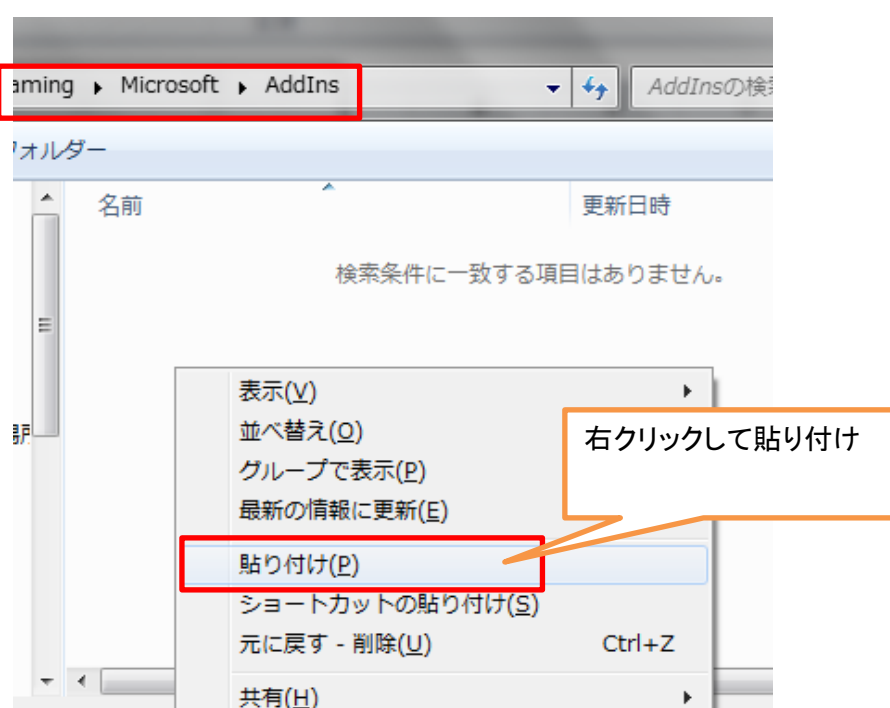 aming ▸ Microsoft ▸ AddIns
AddInsの検
フォルダー
名前
更新日時
検索条件に一致する項目はありません。
表示(V)
並べ替え(O)
グループで表示(P)
最新の情報に更新(E)
右クリックして貼り付け
貼り付け(P)
ショートカットの貼り付け(S)
元に戻す - 削除(U) Ctrl+Z
共有(H)